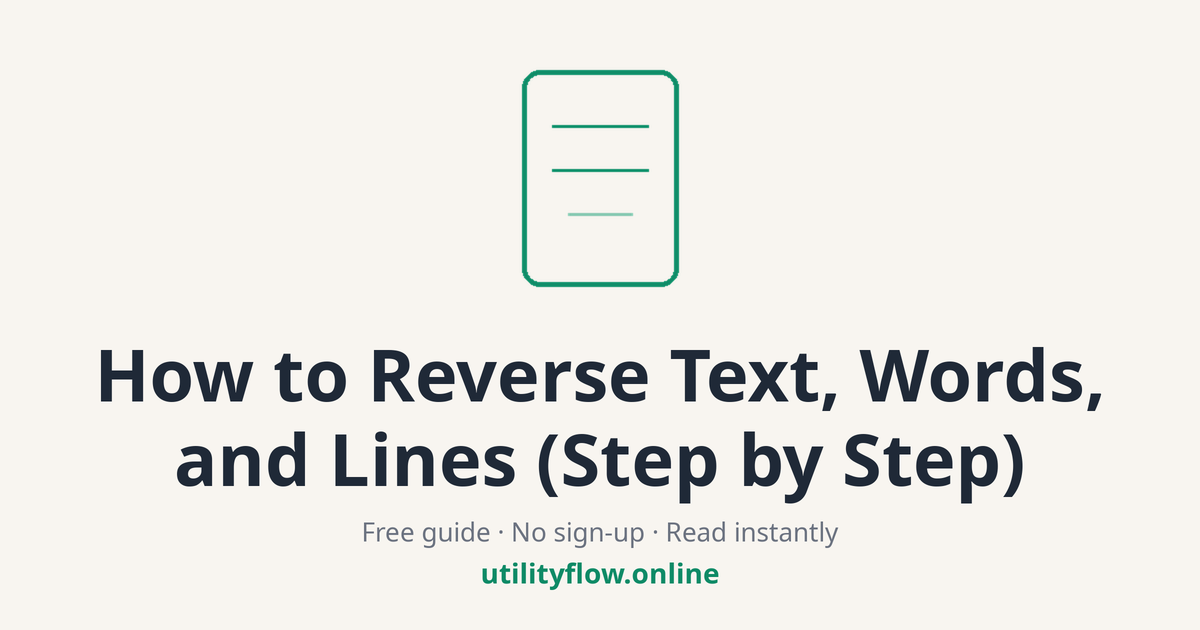 How to Reverse Text, Words,
and Lines (Step by Step)
Free guide · No sign-up · Read instantly
utilityflow.online